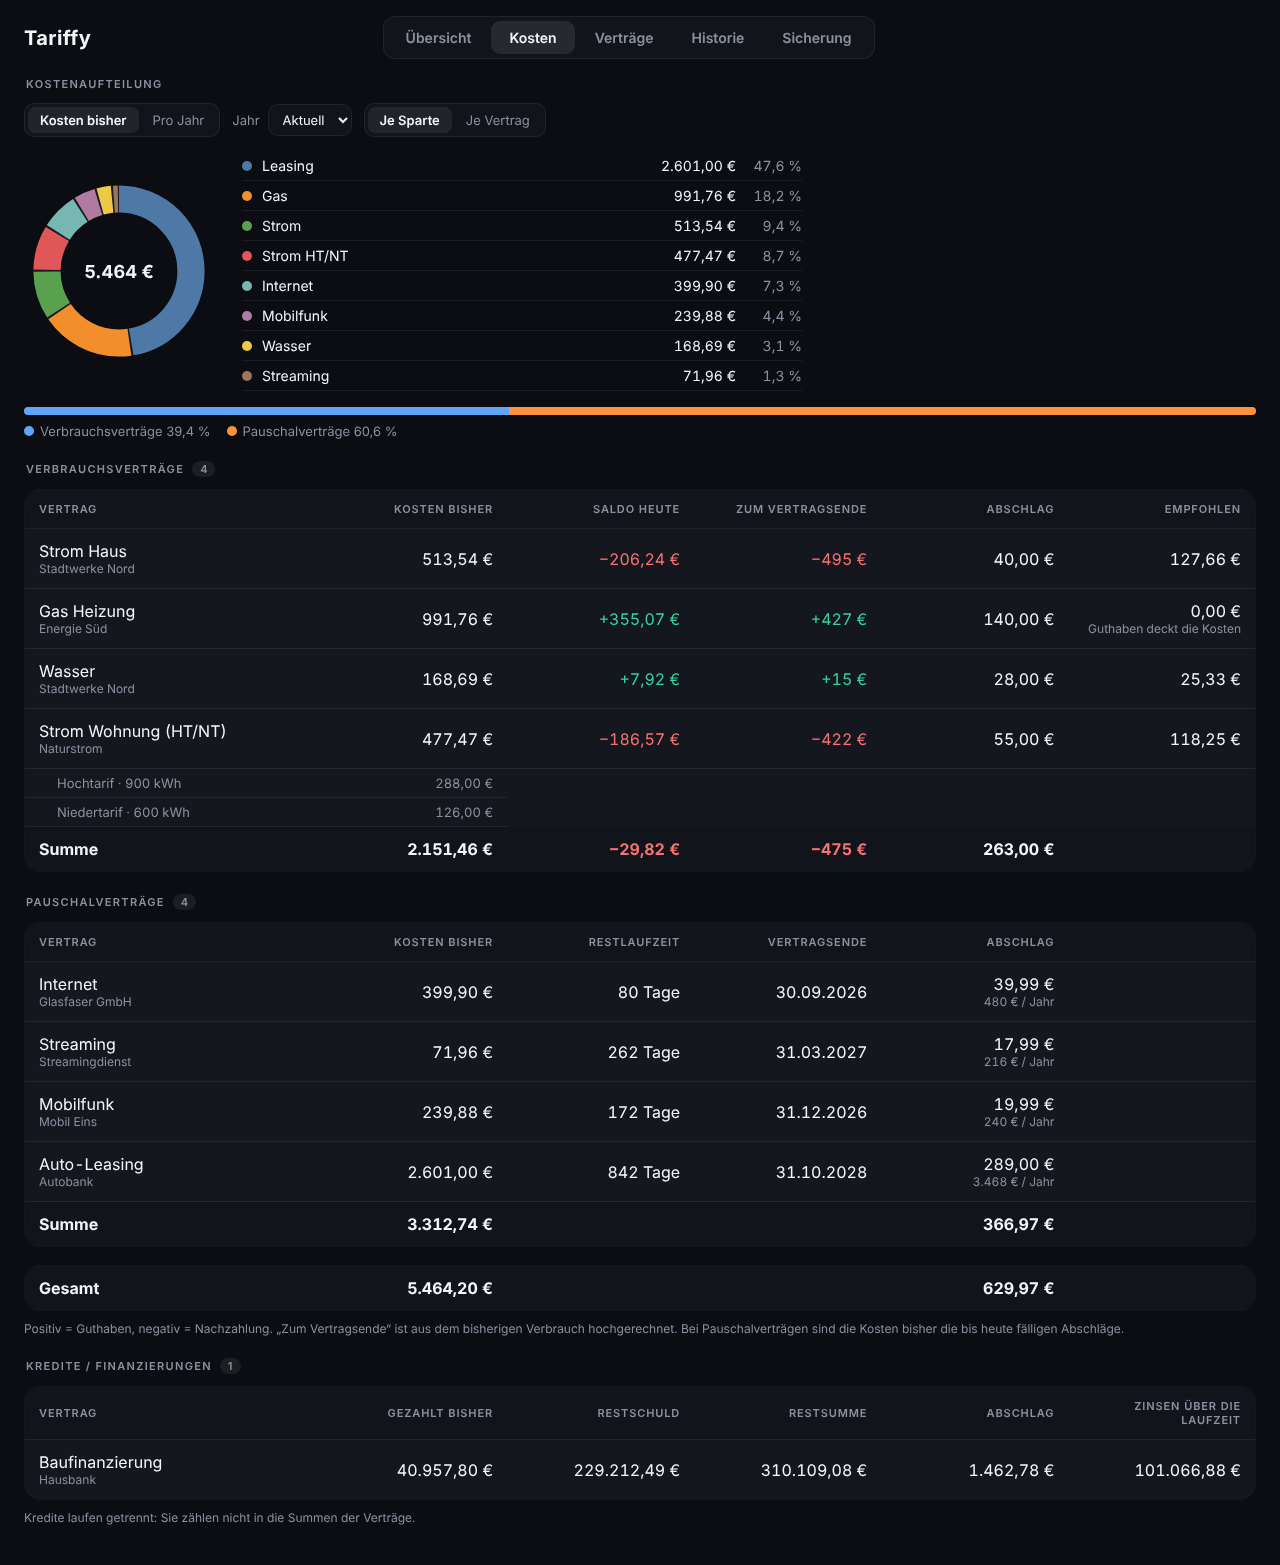 Tariffy
Übersicht Kosten Verträge Historie Sicherung
KOSTENAUFTEILUNG
Kosten bisher Pro Jahr Jahr Aktuell Je Sparte Je Vertrag
5.464 €
Leasing 2.601,00 € 47,6 %
Gas 991,76 € 18,2 %
Strom 513,54 € 9,4 %
Strom HT/NT 477,47 € 8,7 %
Internet 399,90 € 7,3 %
Mobilfunk 239,88 € 4,4 %
Wasser 168,69 € 3,1 %
Streaming 71,96 € 1,3 %
Verbrauchsverträge 39,4 % Pauschalverträge 60,6 %
VERBRAUCHSVERTRÄGE 4
VERTRAG KOSTEN BISHER SALDO HEUTE ZUM VERTRAGSENDE ABSCHLAG EMPFOHLEN
Strom Haus 513,54 € −206,24 € −495 € 40,00 € 127,66 €
Stadtwerke Nord
Gas Heizung 991,76 € +355,07 € +427 € 140,00 € 0,00 €
Energie Süd Guthaben deckt die Kosten
Wasser 168,69 € +7,92 € +15 € 28,00 € 25,33 €
Stadtwerke Nord
Strom Wohnung (HT/NT) 477,47 € −186,57 € −422 € 55,00 € 118,25 €
Naturstrom
Hochtarif · 900 kWh 288,00 €
Niedertarif · 600 kWh 126,00 €
Summe 2.151,46 € −29,82 € −475 € 263,00 €
PAUSCHALVERTRÄGE 4
VERTRAG KOSTEN BISHER RESTLAUFZEIT VERTRAGSENDE ABSCHLAG
Internet 399,90 € 80 Tage 30.09.2026 39,99 €
Glasfaser GmbH 480 € / Jahr
Streaming 71,96 € 262 Tage 31.03.2027 17,99 €
Streamingdienst 216 € / Jahr
Mobilfunk 239,88 € 172 Tage 31.12.2026 19,99 €
Mobil Eins 240 € / Jahr
Auto-Leasing 2.601,00 € 842 Tage 31.10.2028 289,00 €
Autobank 3.468 € / Jahr
Summe 3.312,74 € 366,97 €
Gesamt 5.464,20 € 629,97 €
Positiv = Guthaben, negativ = Nachzahlung. „Zum Vertragsende“ ist aus dem bisherigen Verbrauch hochgerechnet. Bei Pauschalverträgen sind die Kosten bisher die bis heute fälligen Abschläge.
KREDITE / FINANZIERUNGEN 1
VERTRAG GEZAHLT BISHER RESTSCHULD RESTSUMME ABSCHLAG ZINSEN ÜBER DIE
LAUFZEIT
Baufinanzierung 40.957,80 € 229.212,49 € 310.109,08 € 1.462,78 € 101.066,88 €
Hausbank
Kredite laufen getrennt: Sie zählen nicht in die Summen der Verträge.